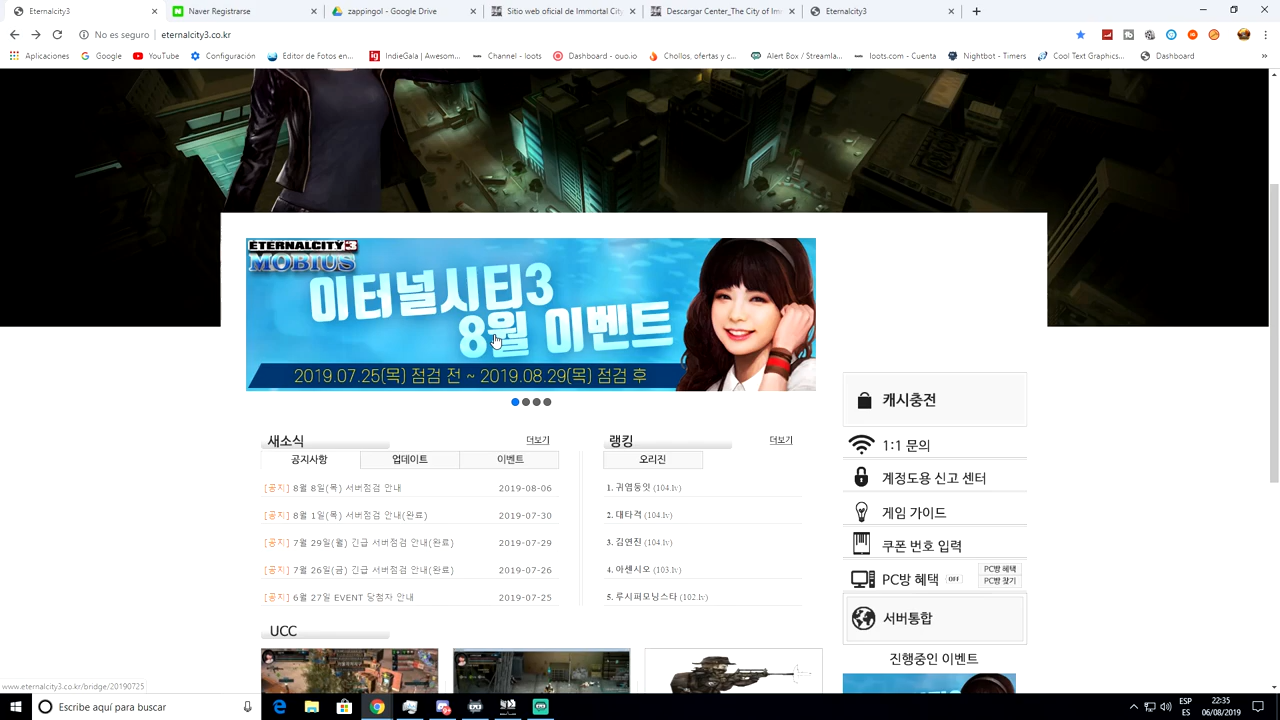 Eternalcity3
Naver Registrarse
zappingol - Google Drive
Sitio web oficial de Immortal City
Descargar Center_The City of Imm
Eternalcity3
No es seguro | eternalcity3.co.kr
Aplicaciones
Google
YouTube
Configuración
Editor de Fotos en...
IndieGala | Awesom...
Channel - loots
Dashboard - ouo.io
Chollos, ofertas y c...
Alert Box / Streamla...
loots.com - Cuenta
Nightbot - Timers
Cool Text Graphics...
Dashboard
ETERNALCITY3
MOBIUS
이터널시티3
8월 이벤트
2019.07.25(목) 점검 전 ~ 2019.08.29(목) 점검 후
새소식 더보기
공지사항 업데이트 이벤트
[공지] 8월 8일(목) 서버점검 안내 2019-08-06
[공지] 8월 1일(목) 서버점검 안내(완료) 2019-07-30
[공지] 7월 29일(월) 긴급 서버점검 안내(완료) 2019-07-29
[공지] 7월 26일(금) 긴급 서버점검 안내(완료) 2019-07-26
[공지] 6월 27일 EVENT 당첨자 안내 2019-07-25
랭킹 더보기
오리진
1. 귀엽둥잇 (104.lv)
2. 대타격 (104.lv)
3. 김연진 (104.lv)
4. 아센시오 (103.lv)
5. 루시퍼모닝스타 (102.lv)
캐시충전
1:1 문의
계정도용 신고 센터
게임 가이드
쿠폰 번호 입력
PC방 혜택 OFF
PC방 혜택
PC방 찾기
서버통합
진행중인 이벤트
UCC
www.eternalcity3.co.kr/bridge/20190725
Escribe aquí para buscar
ESP
ES
22:35
06/08/2019